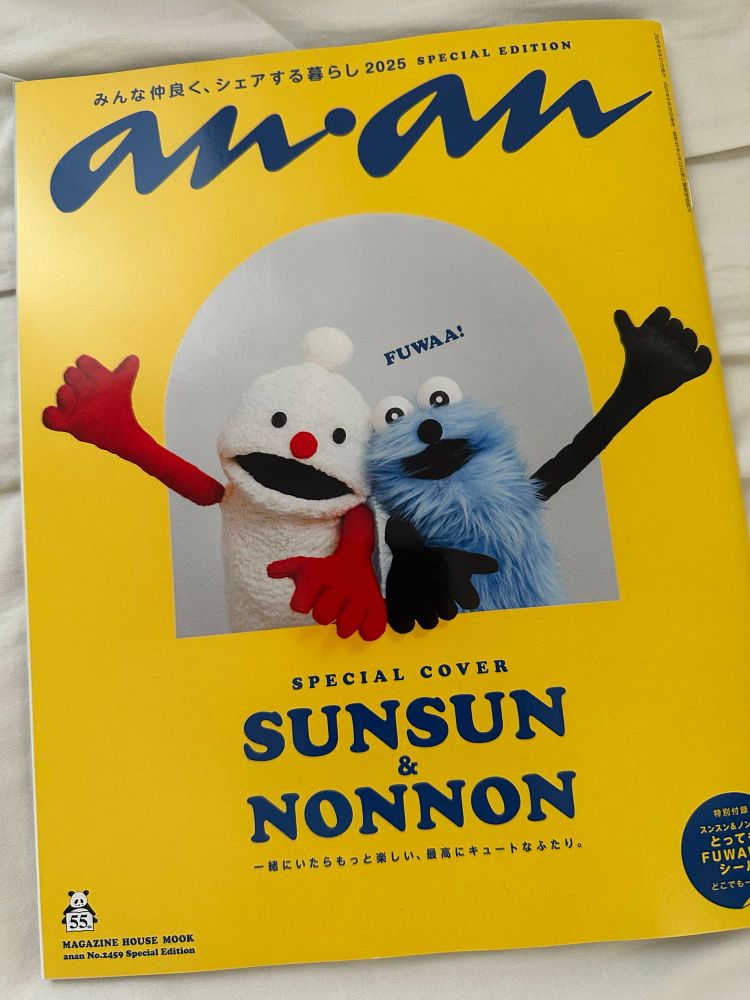 みんな仲良く、シェアする暮らし 2025 SPECIAL EDITION
an·an
FUWAA!
SPECIAL COVER
SUNSUN
&
NONNON
一緒にいたらもっと楽しい、最高にキュートなふたり。
特別付録
スンスン&ノン
とって
FUWA
シー
どこでも
55th
MAGAZINE HOUSE MOOK
anan No.2459 Special Edition